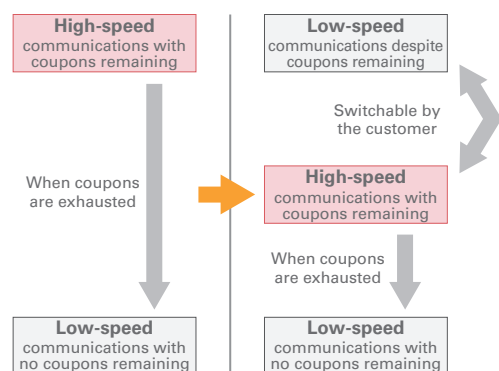 High-speed
communications with
coupons remaining
When coupons
are exhausted
Low-speed
communications with
no coupons remaining
Low-speed
communications despite
coupons remaining
Switchable by
the customer
High-speed
communications with
coupons remaining
When coupons
are exhausted
Low-speed
communications with
no coupons remaining